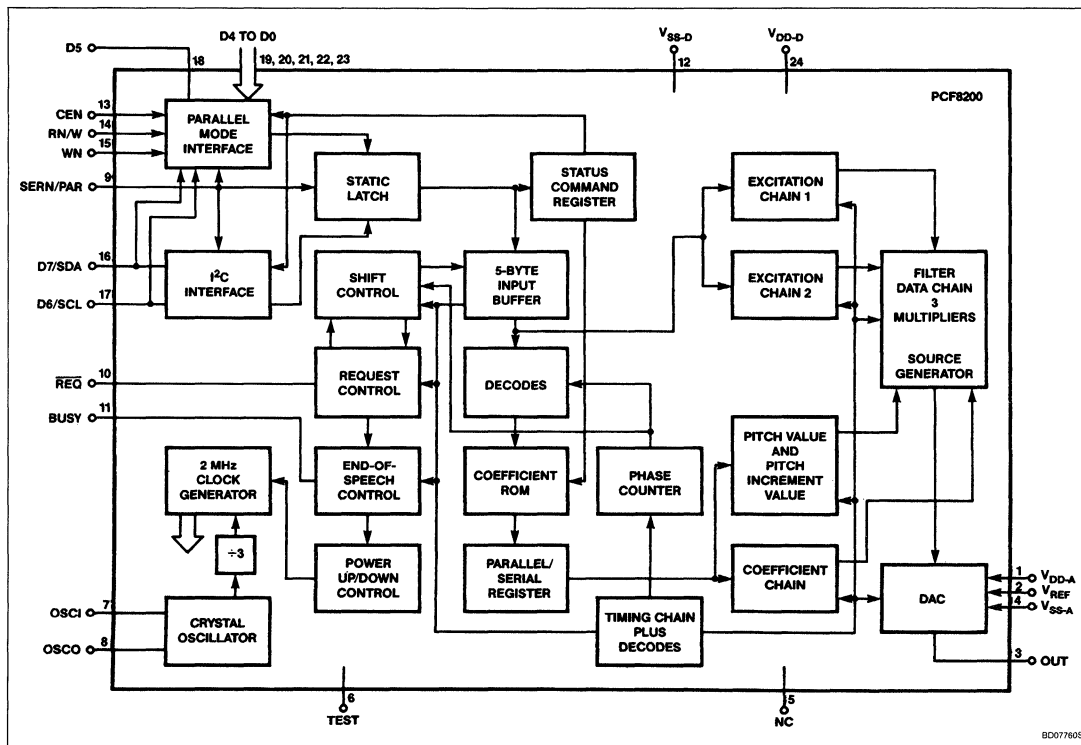 D5
D4 TO D0
18
19, 20, 21, 22, 23
VSS-D
12
VDD-D
24
PCF8200
CEN
13
RN/W
14
WN
15
SERN/PAR
9
D7/SDA
16
D6/SCL
17
REQ
10
BUSY
11
OSCI
7
OSCO
8
PARALLEL
MODE
INTERFACE
STATIC
LATCH
STATUS
COMMAND
REGISTER
EXCITATION
CHAIN 1
I2C
INTERFACE
SHIFT
CONTROL
5-BYTE
INPUT
BUFFER
EXCITATION
CHAIN 2
FILTER
DATA CHAIN
3
MULTIPLIERS
SOURCE
GENERATOR
REQUEST
CONTROL
DECODES
2 MHz
CLOCK
GENERATOR
END-OF-
SPEECH
CONTROL
COEFFICIENT
ROM
PHASE
COUNTER
PITCH VALUE
AND
PITCH
INCREMENT
VALUE
÷3
POWER
UP/DOWN
CONTROL
PARALLEL/
SERIAL
REGISTER
COEFFICIENT
CHAIN
DAC
CRYSTAL
OSCILLATOR
TIMING CHAIN
PLUS
DECODES
1
VDD-A
2
VREF
4
VSS-A
3
OUT
6
TEST
5
NC
BD07760S